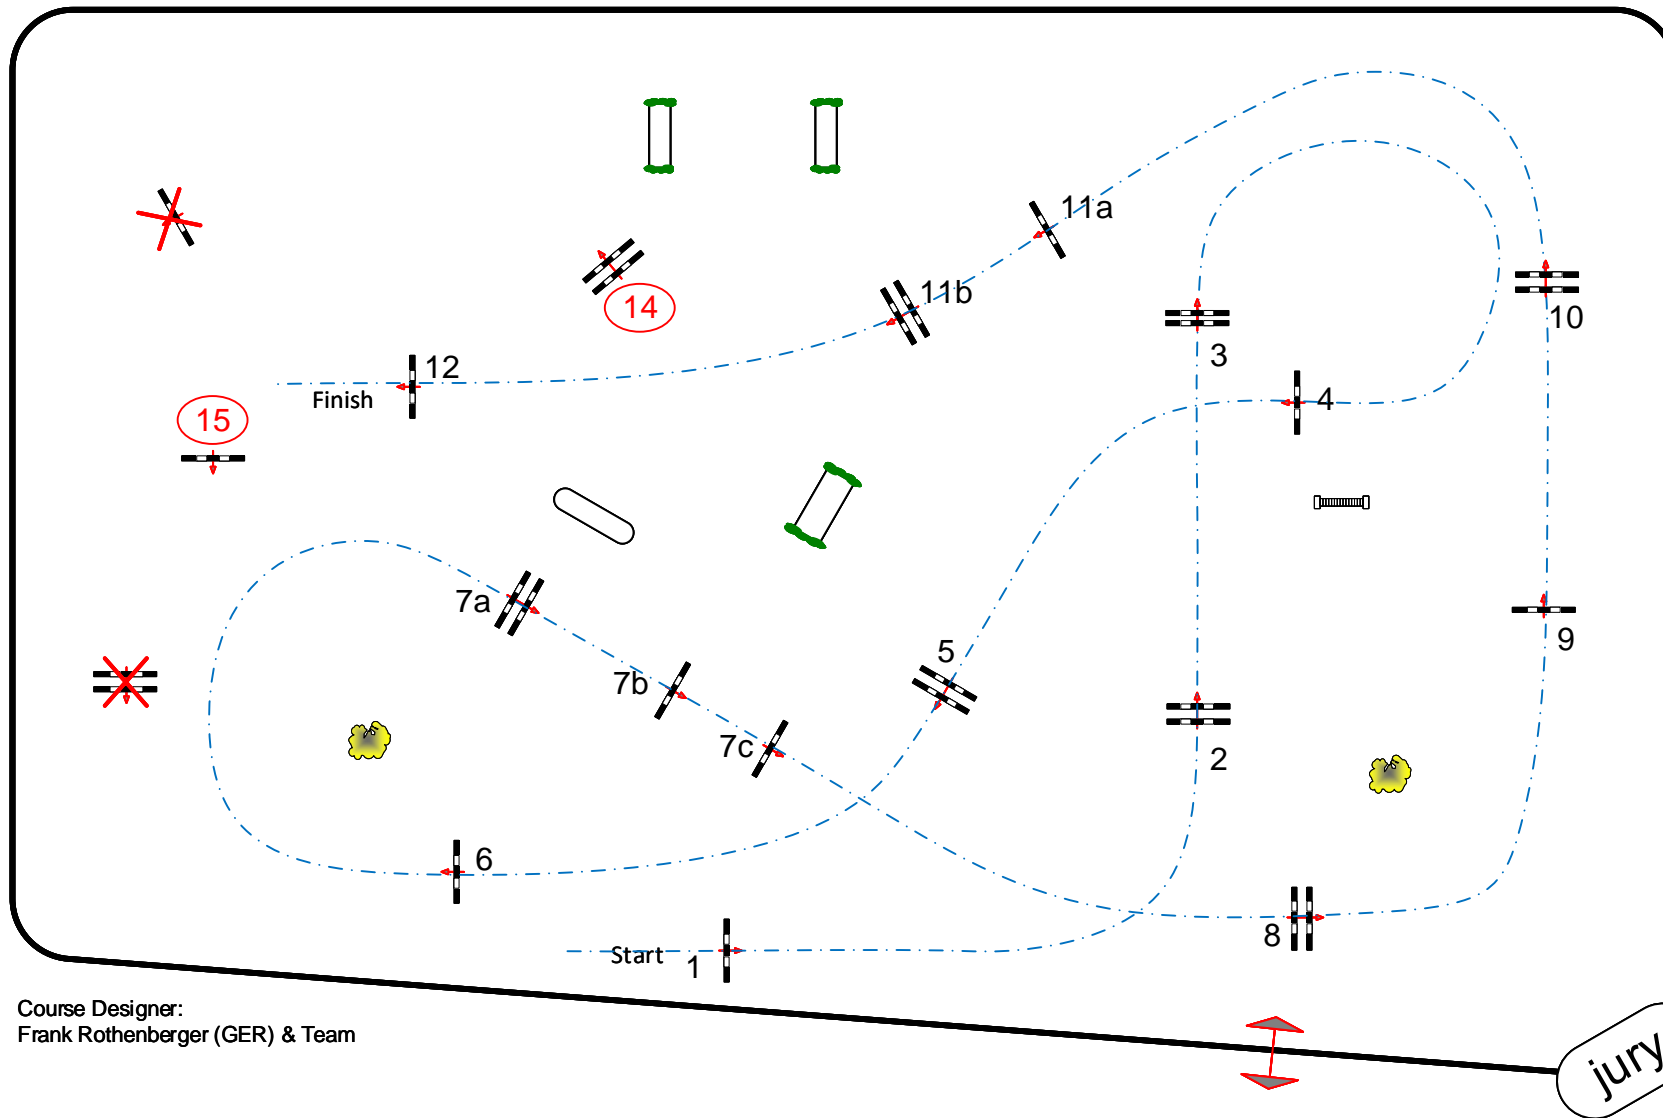 11a
11b
14
3
10
12
Finish
4
15
7a
9
5
7b
7c
2
6
8
Start
1
Course Designer:
Frank Rothenberger (GER) & Team
jury